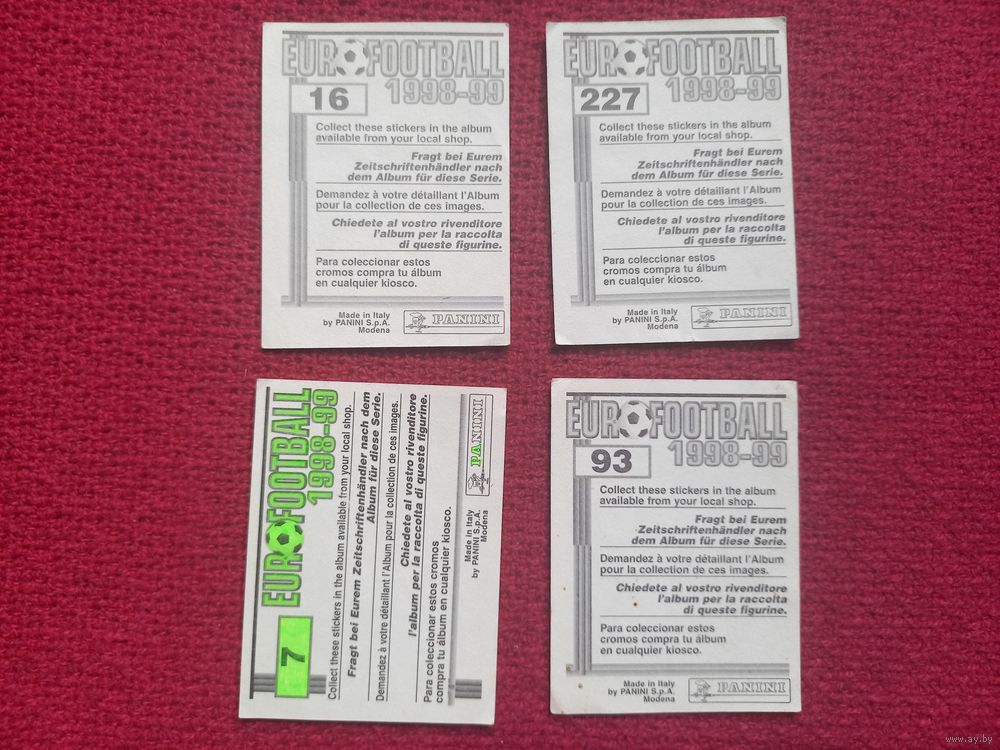 EUROFOOTBALL
1998-99
16
Collect these stickers in the album
available from your local shop.
Fragt bei Eurem
Zeitschriftenhändler nach
dem Album für diese Serie.
Demandez à votre détaillant l'Album
pour la collection de ces images.
Chiedete al vostro rivenditore
l'album per la raccolta
di queste figurine.
Para coleccionar estos
cromos compra tu álbum
en cualquier kiosco.
Made in Italy
by PANINI S.p.A.
Modena
PANINI
EUROFOOTBALL
1998-99
227
Collect these stickers in the album
available from your local shop.
Fragt bei Eurem
Zeitschriftenhändler nach
dem Album für diese Serie.
Demandez à votre détaillant l'Album
pour la collection de ces images.
Chiedete al vostro rivenditore
l'album per la raccolta
di queste figurine.
Para coleccionar estos
cromos compra tu álbum
en cualquier kiosco.
Made in Italy
by PANINI S.p.A.
Modena
PANINI
EUROFOOTBALL
1998-99
7
Collect these stickers in the album available from your local shop.
Fragt bei Eurem Zeitschriftenhändler nach dem
Album für diese Serie.
Demandez à votre détaillant l'Album pour la collection de ces images.
Chiedete al vostro rivenditore
l'album per la raccolta di queste figurine.
Para coleccionar estos cromos
compra tu álbum en cualquier kiosco.
Made in Italy
by PANINI S.p.A.
Modena
PANINI
EUROFOOTBALL
1998-99
93
Collect these stickers in the album
available from your local shop.
Fragt bei Eurem
Zeitschriftenhändler nach
dem Album für diese Serie.
Demandez à votre détaillant l'Album
pour la collection de ces images.
Chiedete al vostro rivenditore
l'album per la raccolta
di queste figurine.
Para coleccionar estos
cromos compra tu álbum
en cualquier kiosco.
Made in Italy
by PANINI S.p.A.
Modena
PANINI
www.ay.by